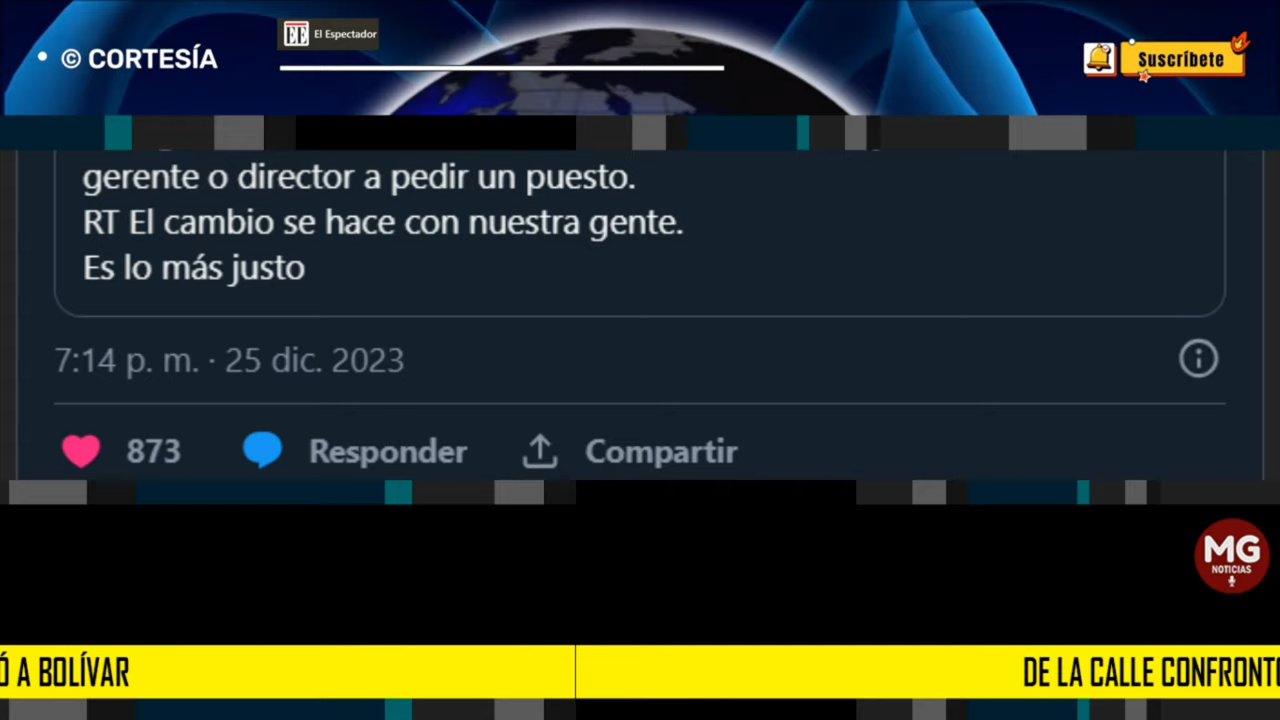 © CORTESÍA
EE El Espectador
Suscríbete
gerente o director a pedir un puesto.
RT El cambio se hace con nuestra gente.
Es lo más justo
7:14 p. m. · 25 dic. 2023
873 Responder Compartir
MG
NOTICIAS
Ó A BOLÍVAR
DE LA CALLE CONFRONTÓ